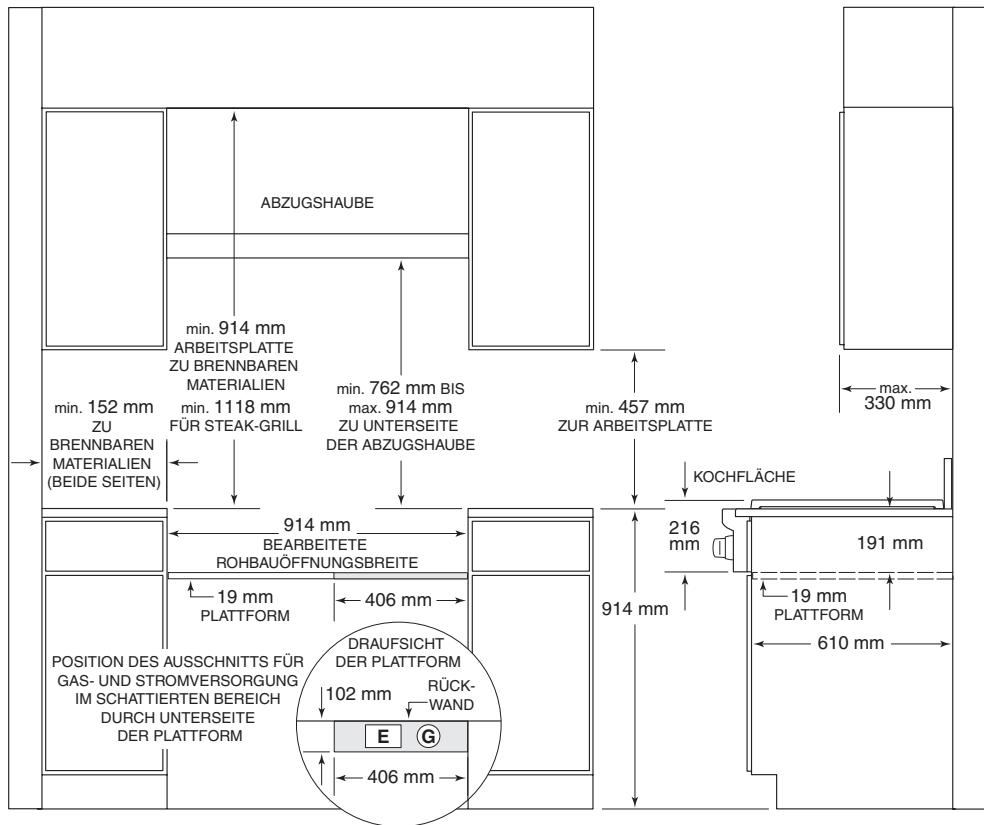 ABZUGSHAUBE
min. 914 mm
ARBEITSPLATTE
ZU BRENNBAREN
MATERIALIEN
min. 1118 mm
FÜR STEAK-GRILL
min. 152 mm
ZU
BRENNBAREN
MATERIALIEN
(BEIDE SEITEN)
min. 762 mm BIS
max. 914 mm
ZU UNTERSEITE
DER ABZUGSHAUBE
min. 457 mm
ZUR ARBEITSPLATTE
max.
330 mm
KOCHFLÄCHE
914 mm
BEARBEITETE
ROHBAUÖFFNUNGSBREITE
216
mm
191 mm
19 mm
PLATTFORM
406 mm
914 mm
19 mm
PLATTFORM
610 mm
POSITION DES AUSSCHNITTS FÜR
GAS- UND STROMVERSORGUNG
IM SCHATTIERTEN BEREICH
DURCH UNTERSEITE
DER PLATTFORM
DRAUFSICHT
DER PLATTFORM
102 mm
RÜCK-
WAND
E G
406 mm